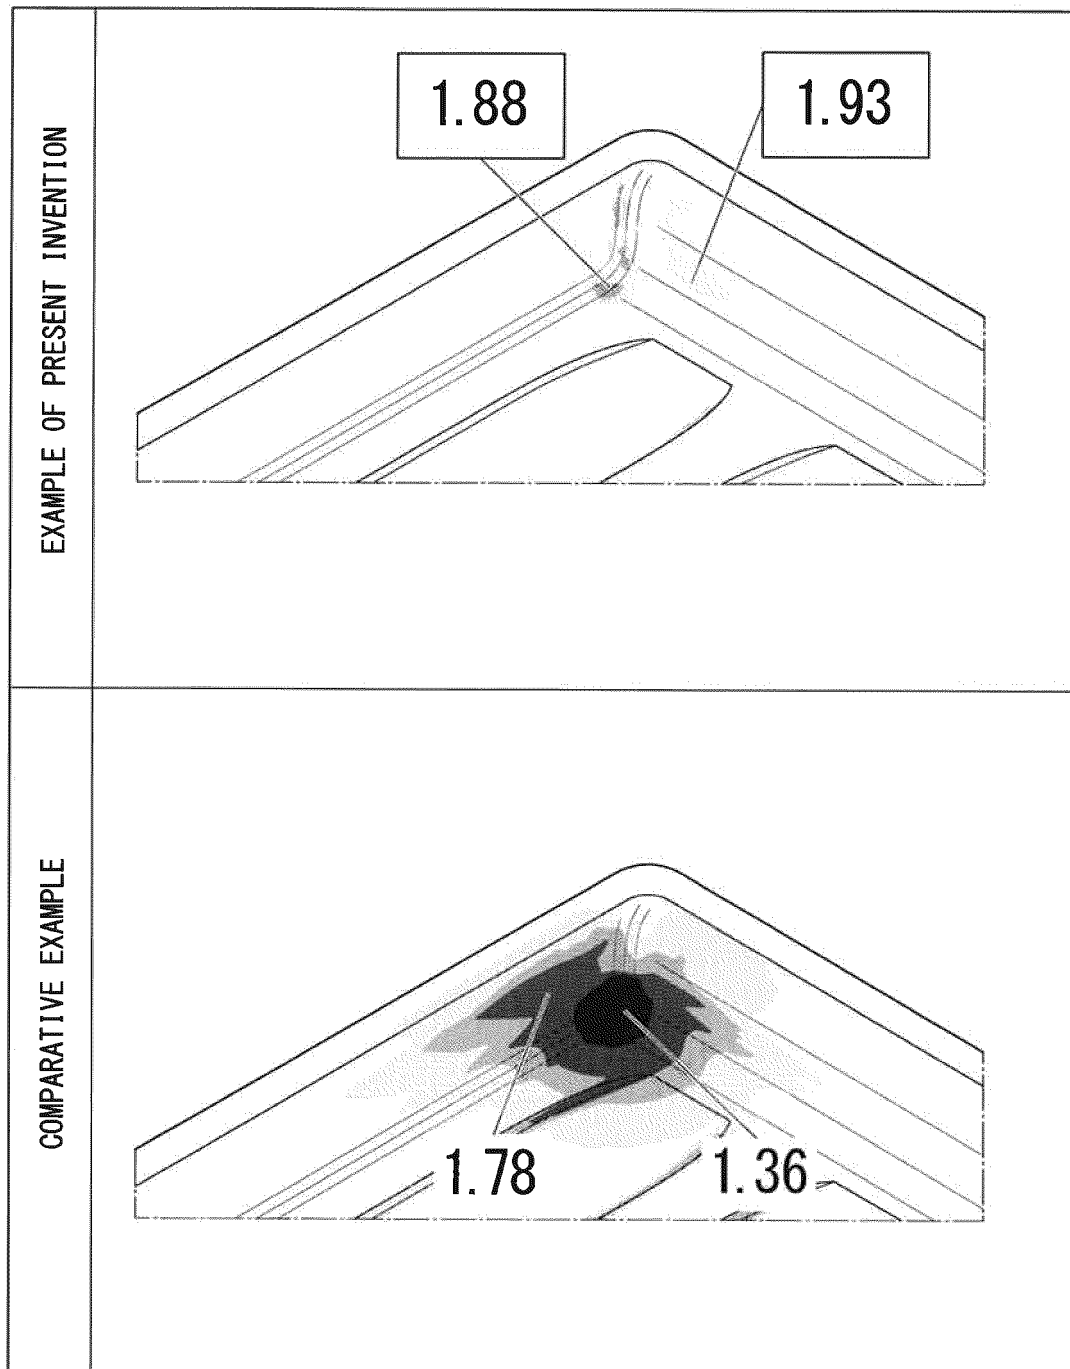 EXAMPLE OF PRESENT INVENTION
1.88
1.93
COMPARATIVE EXAMPLE
1.78
1.36